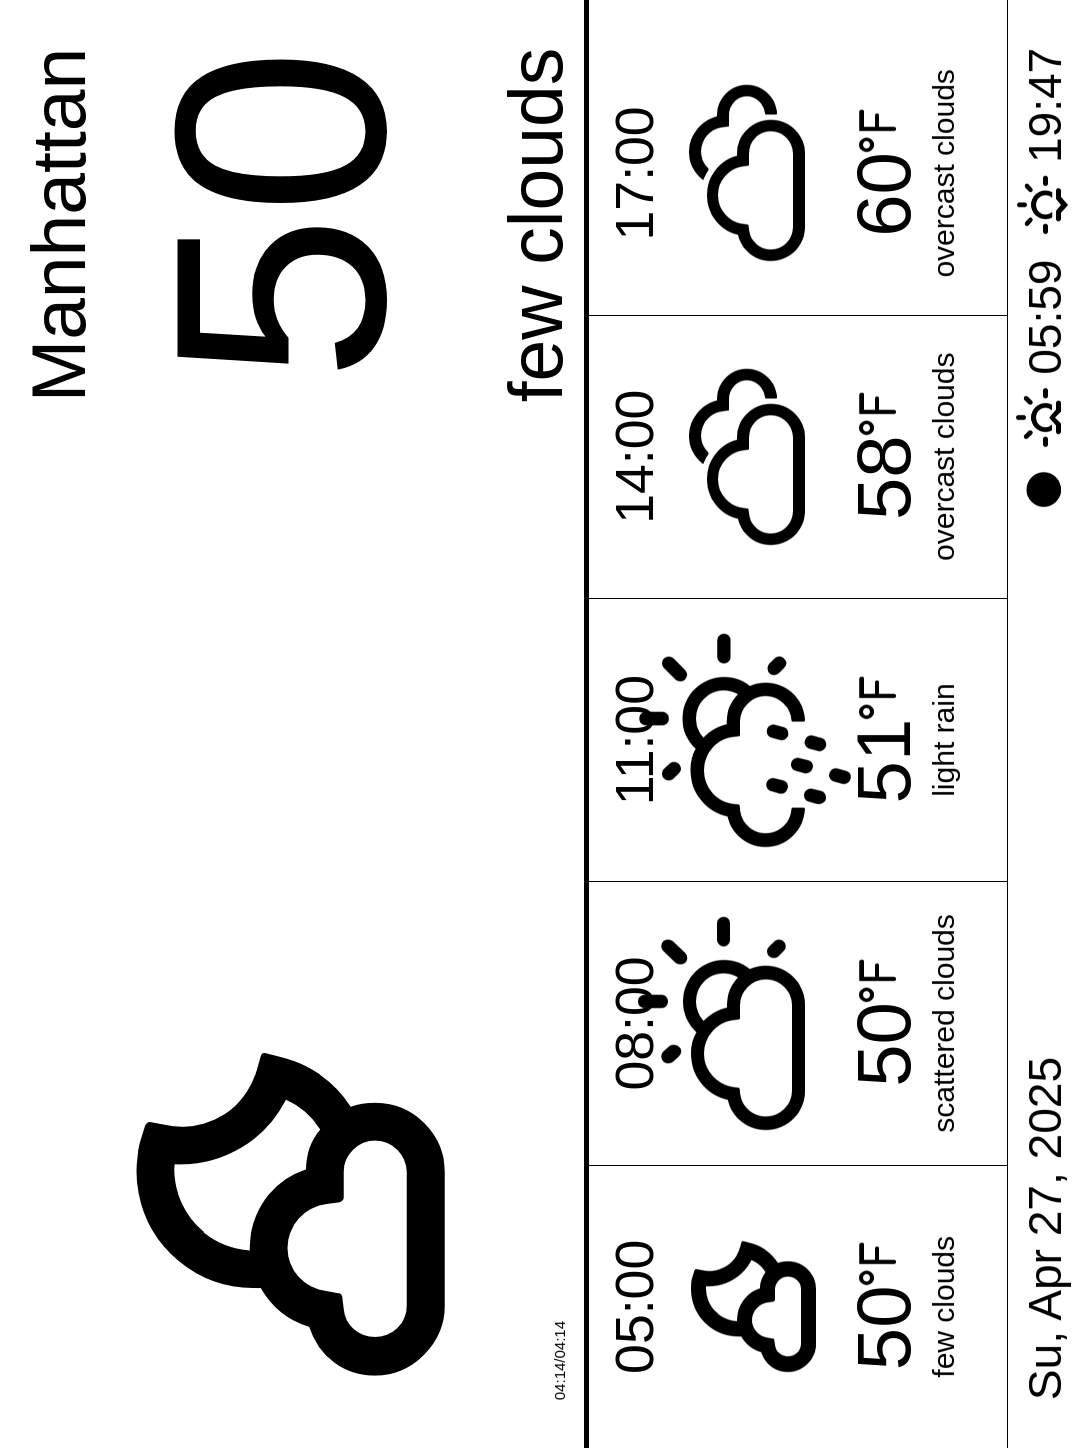 Manhattan
50
few clouds
04:14/04:14
05:00
50°F
few clouds
08:00
50°F
scattered clouds
11:00
51°F
light rain
14:00
58°F
overcast clouds
17:00
60°F
overcast clouds
Su, Apr 27, 2025
05:59
19:47